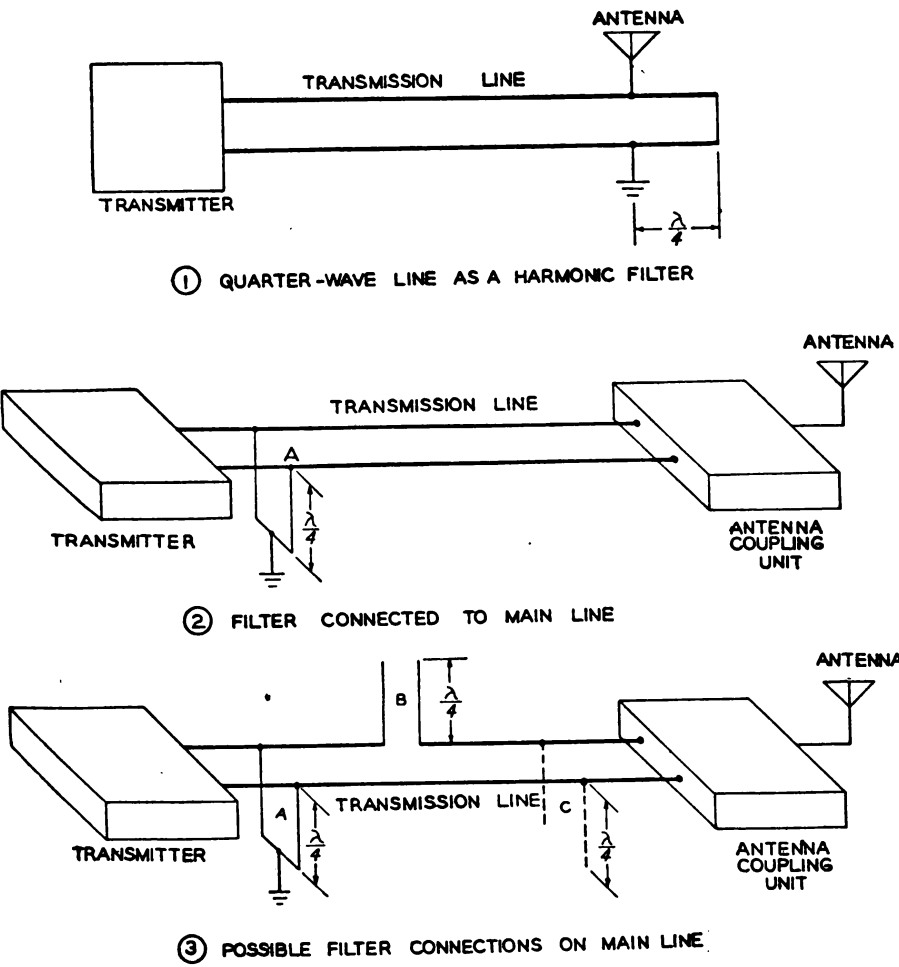 ANTENNA
TRANSMISSION LINE
TRANSMITTER
λ/4
① QUARTER-WAVE LINE AS A HARMONIC FILTER
ANTENNA
TRANSMISSION LINE
A
λ/4
TRANSMITTER
ANTENNA
COUPLING
UNIT
② FILTER CONNECTED TO MAIN LINE
ANTENNA
B
λ/4
TRANSMISSION LINE
A
C
λ/4
λ/4
TRANSMITTER
ANTENNA
COUPLING
UNIT
③ POSSIBLE FILTER CONNECTIONS ON MAIN LINE